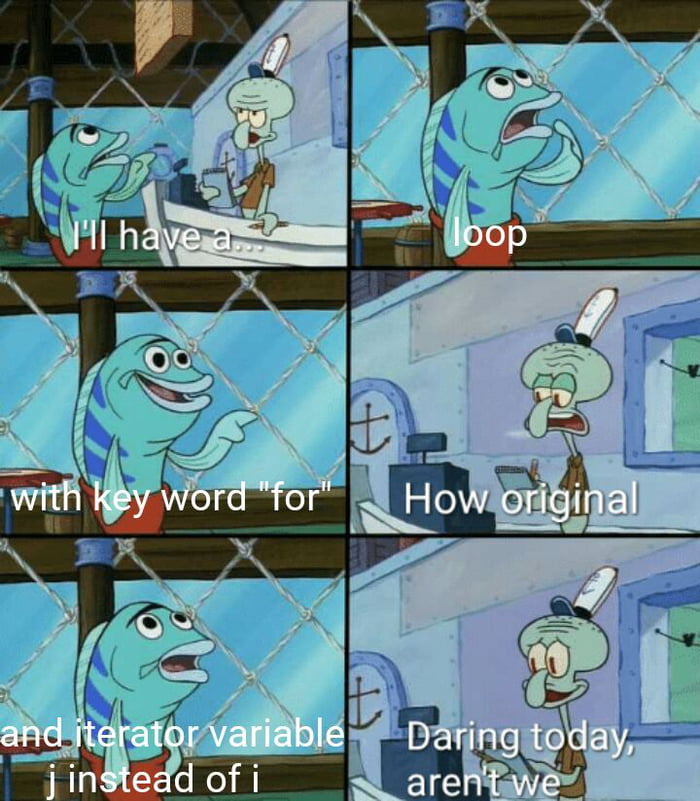 I'll have a...
loop
with key word "for"
How original
and iterator variable
j instead of i
Daring today,
aren't we